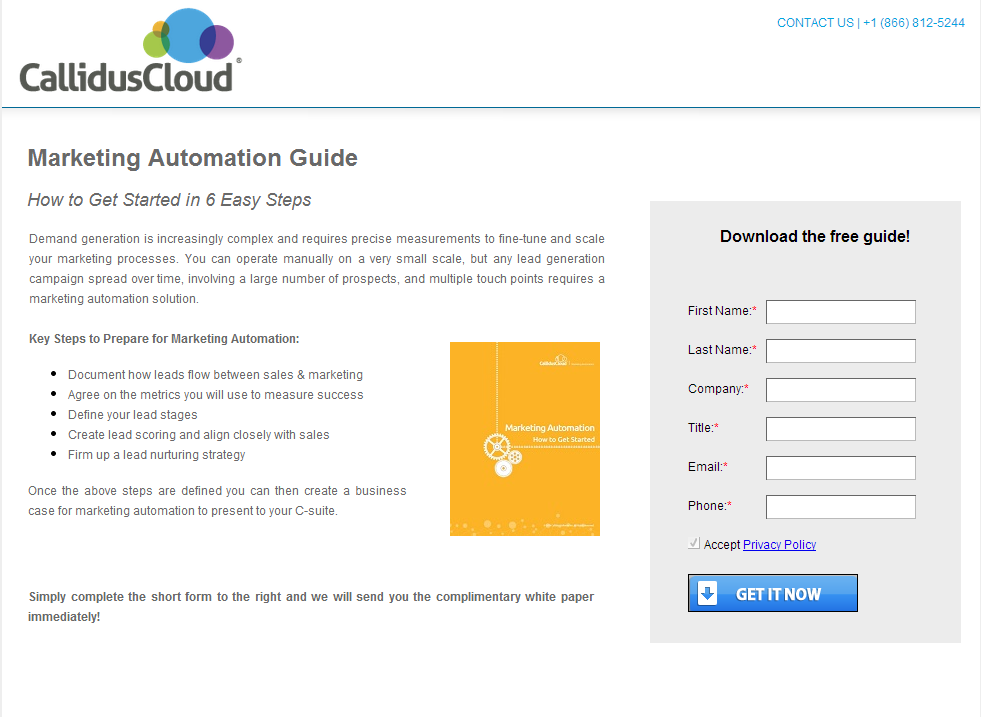 CallidusCloud®
CONTACT US | +1 (866) 812-5244
Marketing Automation Guide
How to Get Started in 6 Easy Steps
Demand generation is increasingly complex and requires precise measurements to fine-tune and scale
your marketing processes. You can operate manually on a very small scale, but any lead generation
campaign spread over time, involving a large number of prospects, and multiple touch points requires a
marketing automation solution.
Key Steps to Prepare for Marketing Automation:
• Document how leads flow between sales & marketing
• Agree on the metrics you will use to measure success
• Define your lead stages
• Create lead scoring and align closely with sales
• Firm up a lead nurturing strategy
Once the above steps are defined you can then create a business
case for marketing automation to present to your C-suite.
CallidusCloud
Marketing Automation
How to Get Started
Simply complete the short form to the right and we will send you the complimentary white paper
immediately!
Download the free guide!
First Name:*
Last Name:*
Company:*
Title:*
Email:*
Phone:*
Accept Privacy Policy
GET IT NOW